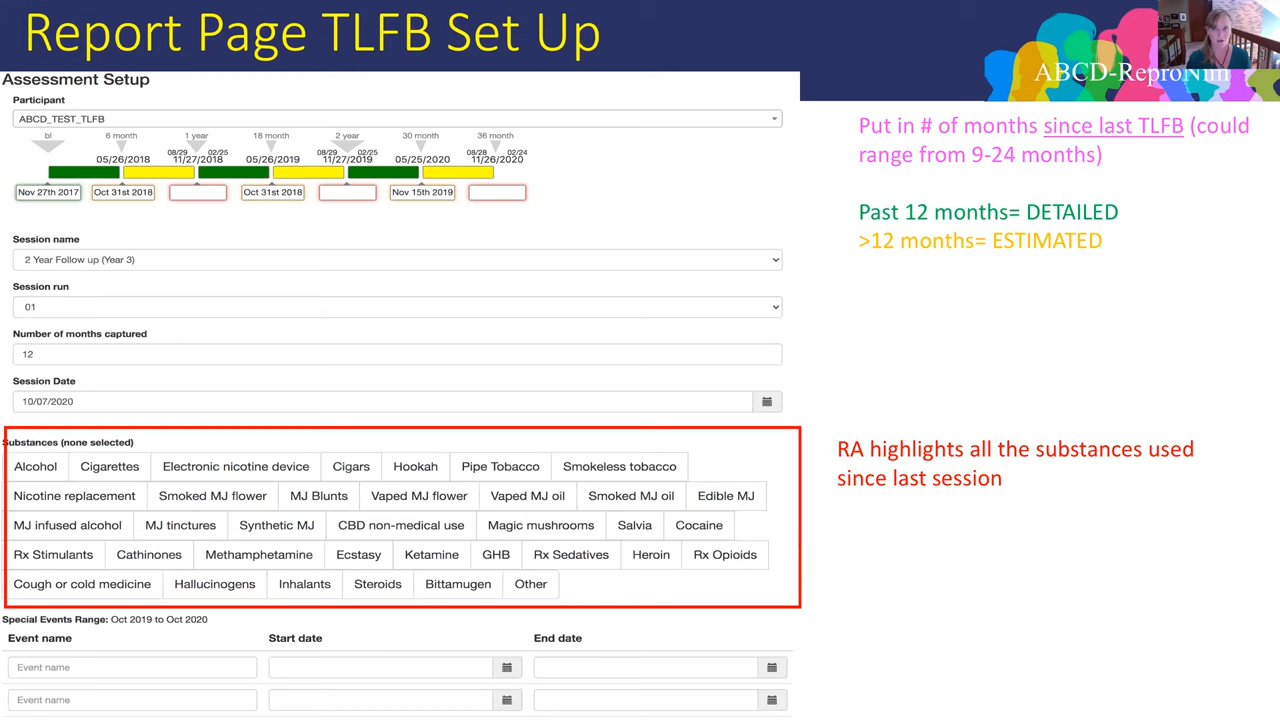 Report Page TLFB Set Up
ABCD-ReproNim
Assessment Setup
Participant
ABCD_TEST_TLFB
bl 6 month 1 year 18 month 2 year 30 month 36 month
08/29 02/25 08/29 02/25 08/28 02/24
05/26/2018 11/27/2018 05/26/2019 11/27/2019 05/25/2020 11/26/2020
Nov 27th 2017 Oct 31st 2018 Oct 31st 2018 Nov 15th 2019
Session name
2 Year Follow up (Year 3)
Session run
01
Number of months captured
12
Session Date
10/07/2020
Substances (none selected)
Alcohol Cigarettes Electronic nicotine device Cigars Hookah Pipe Tobacco Smokeless tobacco
Nicotine replacement Smoked MJ flower MJ Blunts Vaped MJ flower Vaped MJ oil Smoked MJ oil Edible MJ
MJ infused alcohol MJ tinctures Synthetic MJ CBD non-medical use Magic mushrooms Salvia Cocaine
Rx Stimulants Cathinones Methamphetamine Ecstasy Ketamine GHB Rx Sedatives Heroin Rx Opioids
Cough or cold medicine Hallucinogens Inhalants Steroids Bittamugen Other
Special Events Range: Oct 2019 to Oct 2020
Event name Start date End date
Event name
Event name
Put in # of months since last TLFB (could
range from 9-24 months)
Past 12 months= DETAILED
>12 months= ESTIMATED
RA highlights all the substances used
since last session